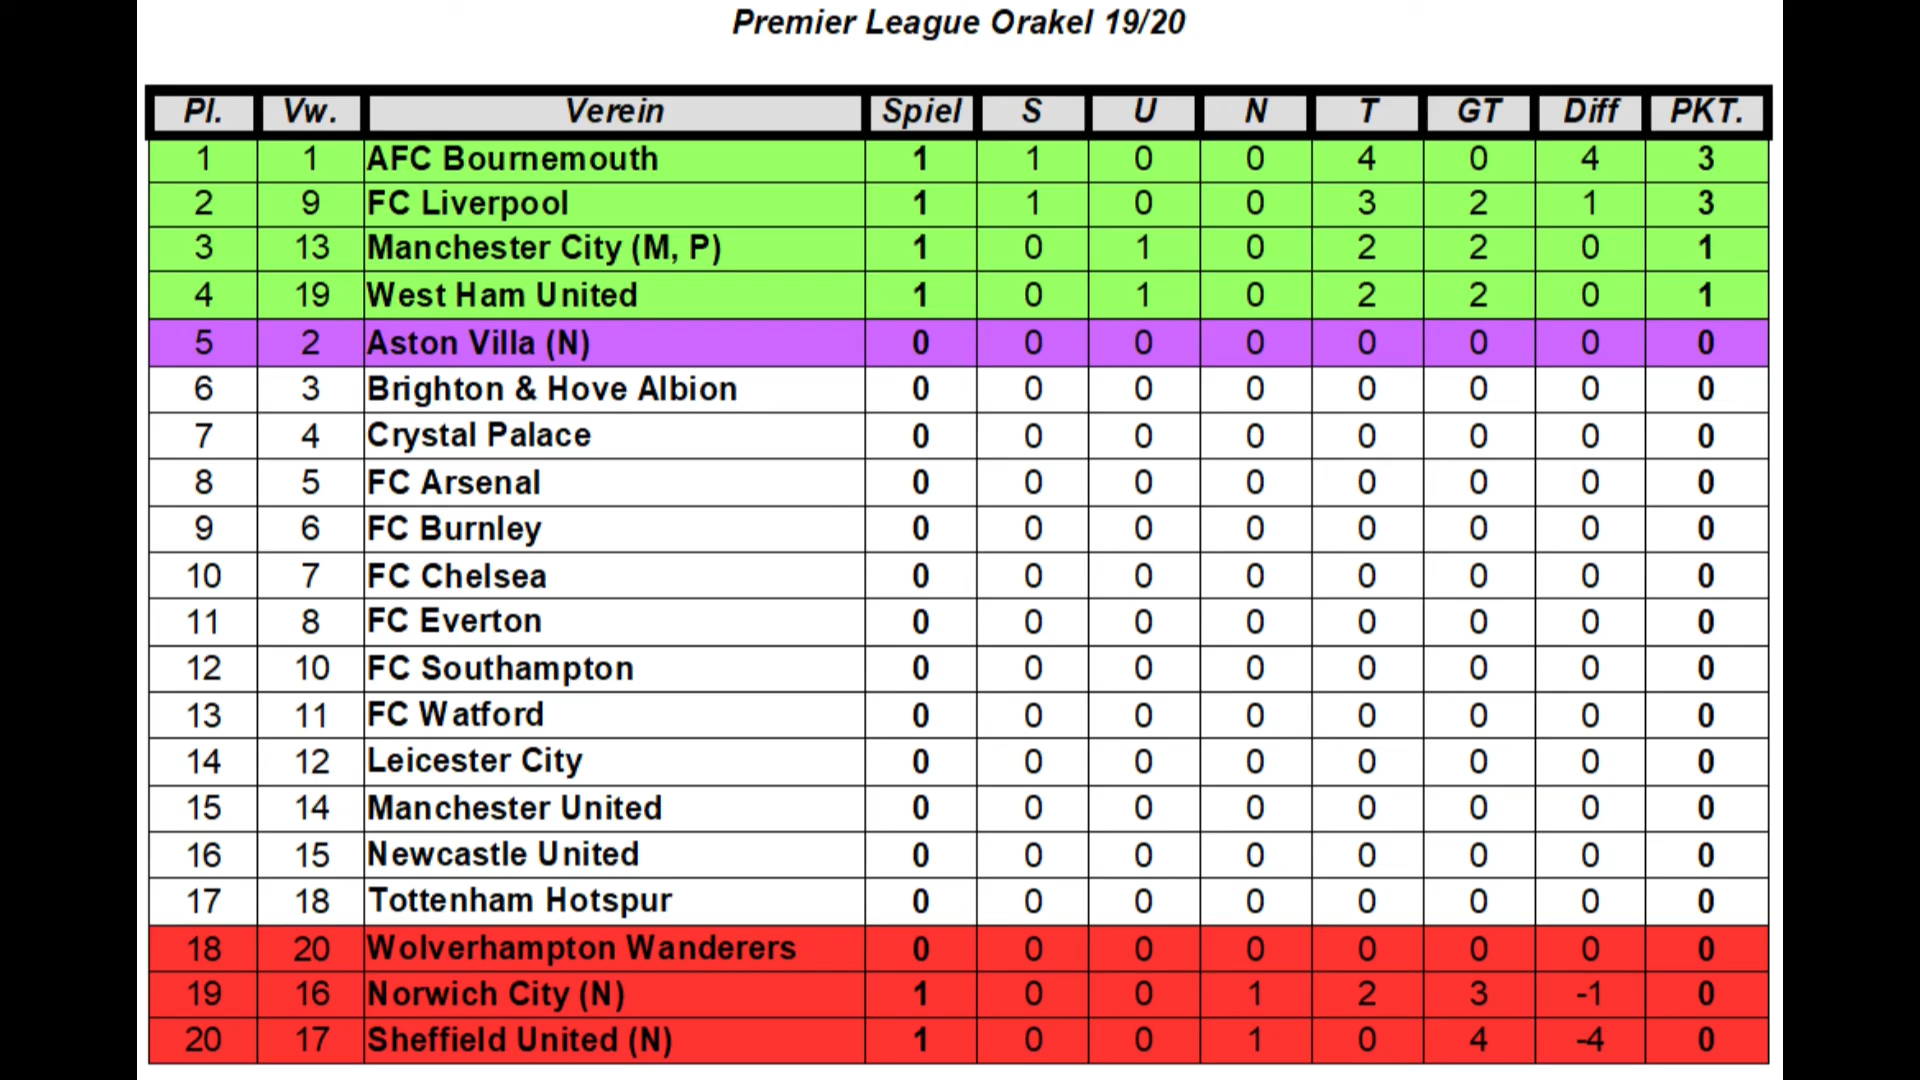 Premier League Orakel 19/20
Pl. Vw. Verein Spiel S U N T GT Diff PKT.
1 1 AFC Bournemouth 1 1 0 0 4 0 4 3
2 9 FC Liverpool 1 1 0 0 3 2 1 3
3 13 Manchester City (M, P) 1 0 1 0 2 2 0 1
4 19 West Ham United 1 0 1 0 2 2 0 1
5 2 Aston Villa (N) 0 0 0 0 0 0 0 0
6 3 Brighton & Hove Albion 0 0 0 0 0 0 0 0
7 4 Crystal Palace 0 0 0 0 0 0 0 0
8 5 FC Arsenal 0 0 0 0 0 0 0 0
9 6 FC Burnley 0 0 0 0 0 0 0 0
10 7 FC Chelsea 0 0 0 0 0 0 0 0
11 8 FC Everton 0 0 0 0 0 0 0 0
12 10 FC Southampton 0 0 0 0 0 0 0 0
13 11 FC Watford 0 0 0 0 0 0 0 0
14 12 Leicester City 0 0 0 0 0 0 0 0
15 14 Manchester United 0 0 0 0 0 0 0 0
16 15 Newcastle United 0 0 0 0 0 0 0 0
17 18 Tottenham Hotspur 0 0 0 0 0 0 0 0
18 20 Wolverhampton Wanderers 0 0 0 0 0 0 0 0
19 16 Norwich City (N) 1 0 0 1 2 3 -1 0
20 17 Sheffield United (N) 1 0 0 1 0 4 -4 0